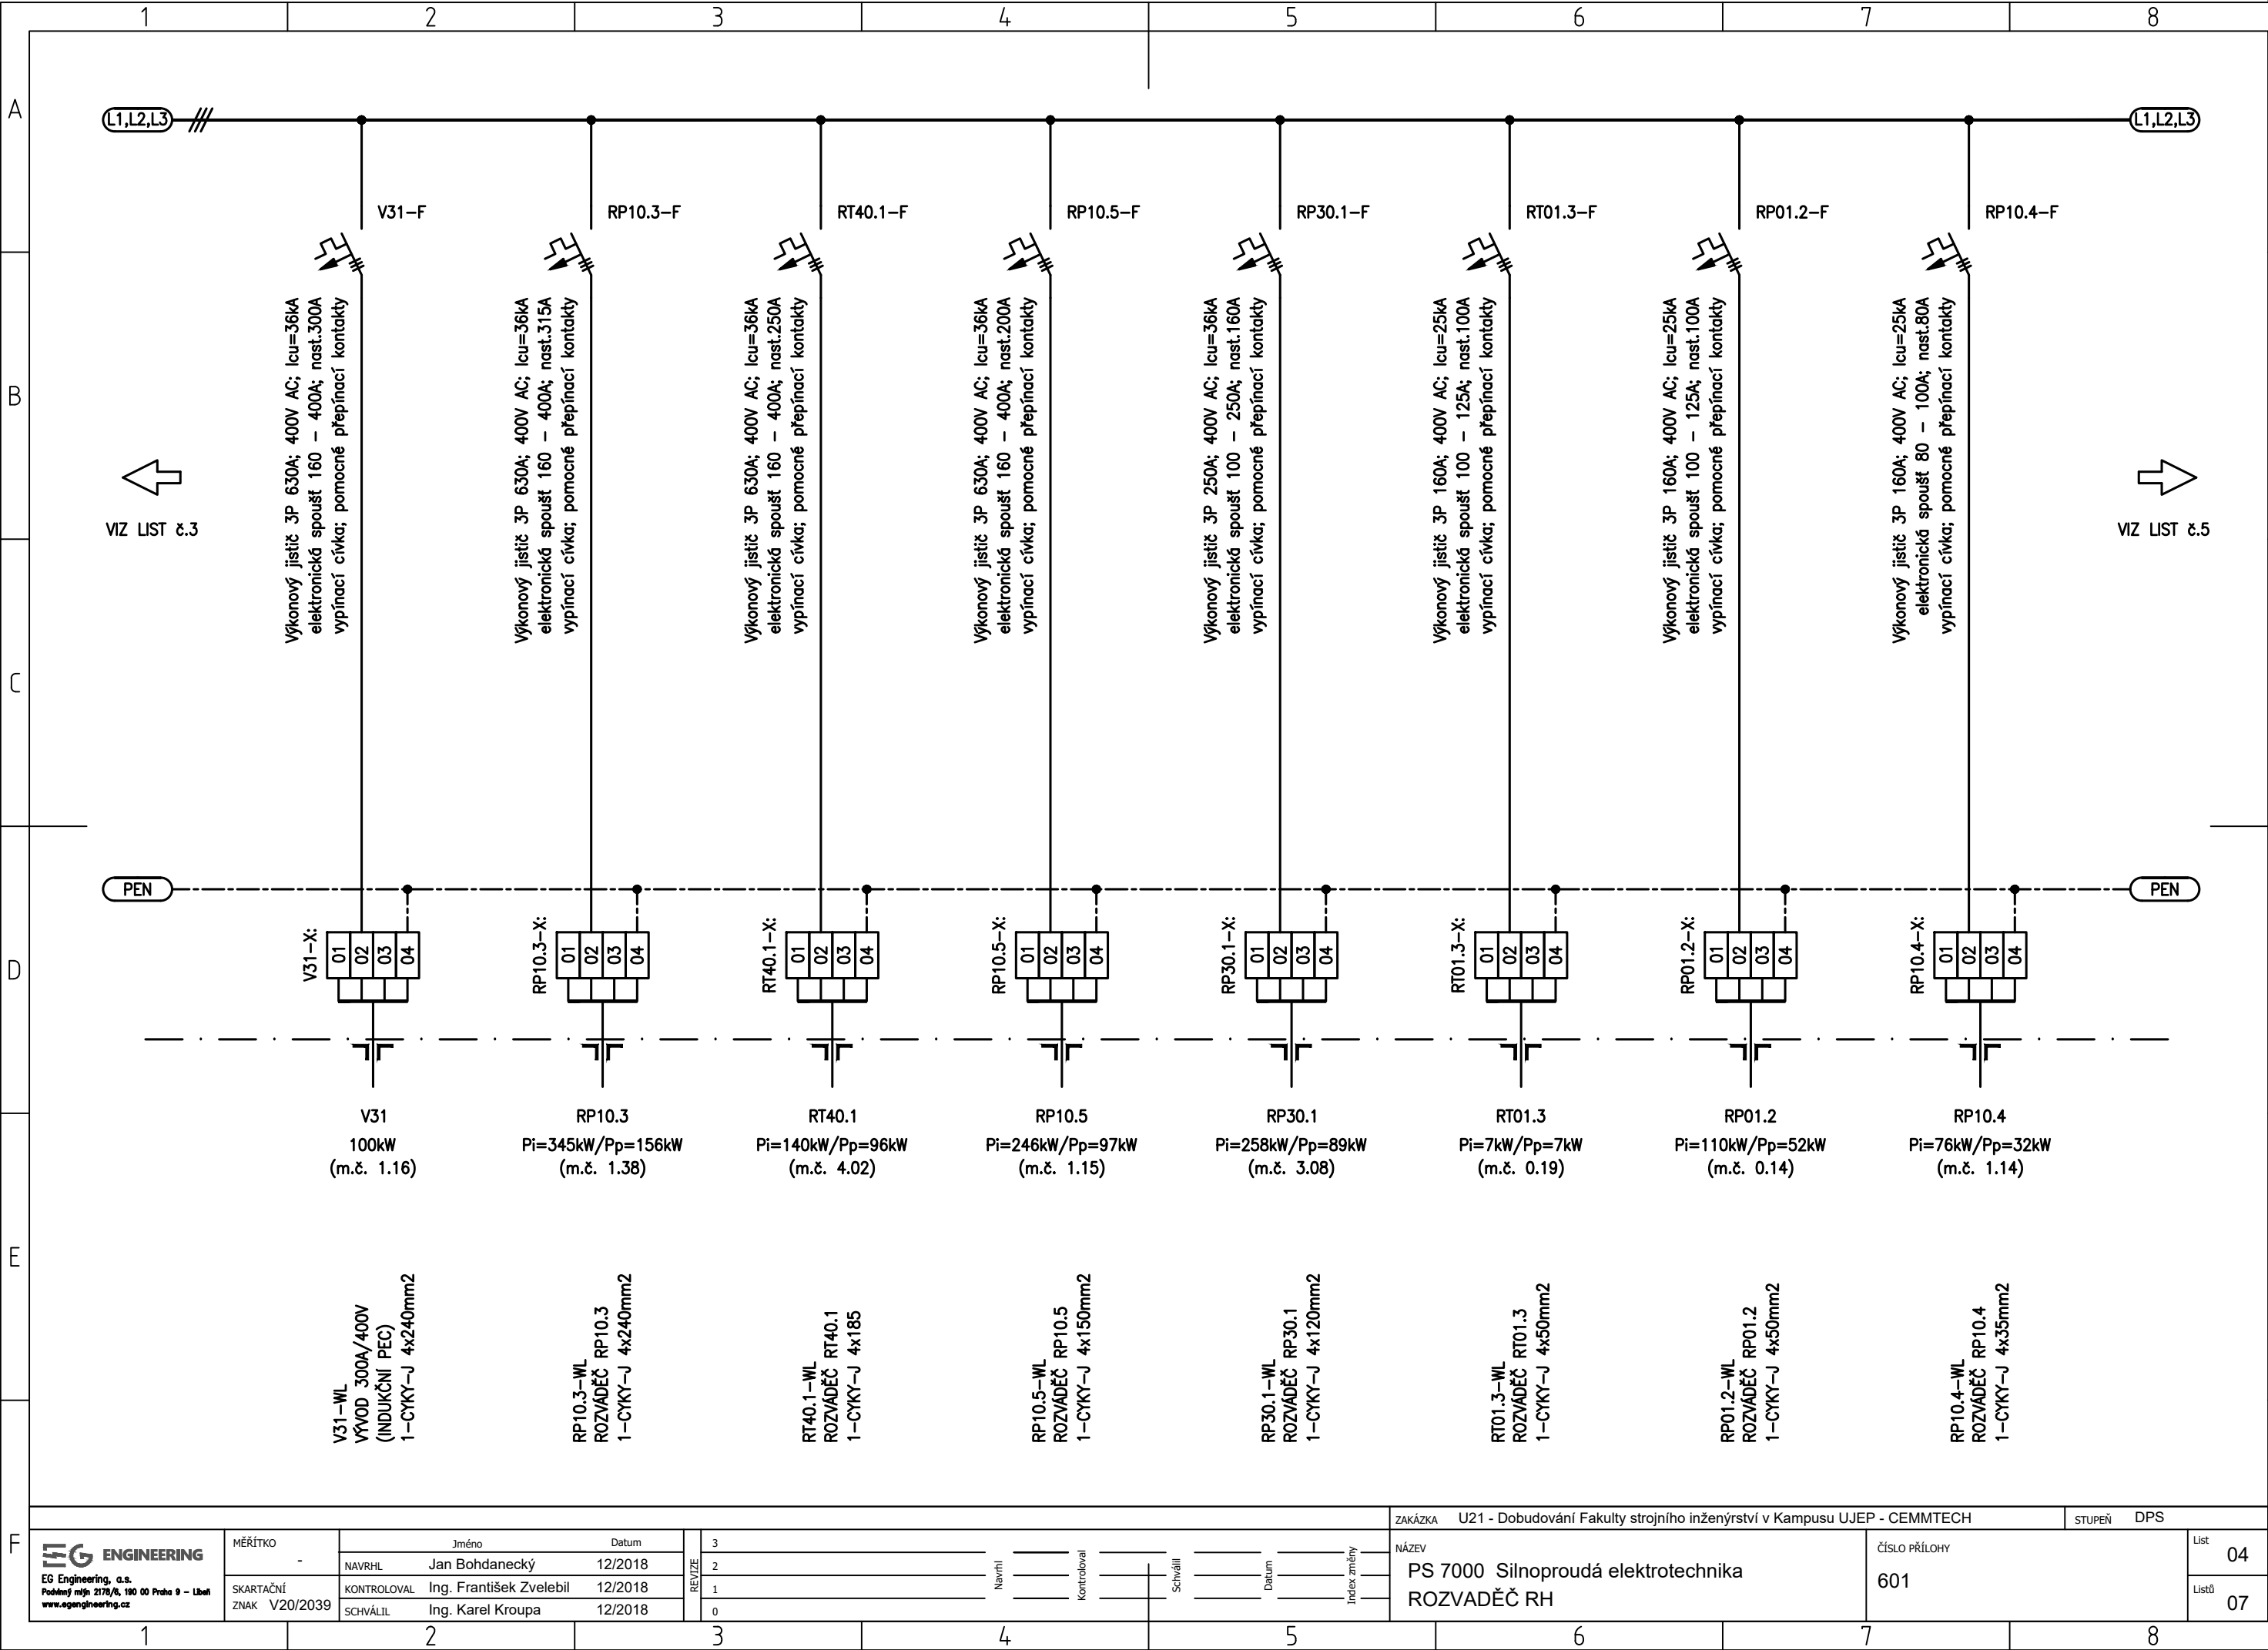 1 2 3 4 5 6 7 8
A
B
C
D
E
F
L1,L2,L3
L1,L2,L3
V31-F
RP10.3-F
RT40.1-F
RP10.5-F
RP30.1-F
RT01.3-F
RP01.2-F
RP10.4-F
Výkonový jistič 3P 630A; 400V AC; Icu=36kA
elektronická spoušť 160 - 400A; nast.300A
vypínací cívka; pomocné přepínací kontakty
Výkonový jistič 3P 630A; 400V AC; Icu=36kA
elektronická spoušť 160 - 400A; nast.315A
vypínací cívka; pomocné přepínací kontakty
Výkonový jistič 3P 630A; 400V AC; Icu=36kA
elektronická spoušť 160 - 400A; nast.250A
vypínací cívka; pomocné přepínací kontakty
Výkonový jistič 3P 630A; 400V AC; Icu=36kA
elektronická spoušť 160 - 400A; nast.200A
vypínací cívka; pomocné přepínací kontakty
Výkonový jistič 3P 250A; 400V AC; Icu=36kA
elektronická spoušť 100 - 250A; nast.160A
vypínací cívka; pomocné přepínací kontakty
Výkonový jistič 3P 160A; 400V AC; Icu=25kA
elektronická spoušť 100 - 125A; nast.100A
vypínací cívka; pomocné přepínací kontakty
Výkonový jistič 3P 160A; 400V AC; Icu=25kA
elektronická spoušť 100 - 125A; nast.100A
vypínací cívka; pomocné přepínací kontakty
Výkonový jistič 3P 160A; 400V AC; Icu=25kA
elektronická spoušť 80 - 100A; nast.80A
vypínací cívka; pomocné přepínací kontakty
VIZ LIST č.3
VIZ LIST č.5
PEN
PEN
V31-X:
01 02 03 04
RP10.3-X:
01 02 03 04
RT40.1-X:
01 02 03 04
RP10.5-X:
01 02 03 04
RP30.1-X:
01 02 03 04
RT01.3-X:
01 02 03 04
RP01.2-X:
01 02 03 04
RP10.4-X:
01 02 03 04
V31
100kW
(m.č. 1.16)
RP10.3
Pi=345kW/Pp=156kW
(m.č. 1.38)
RT40.1
Pi=140kW/Pp=96kW
(m.č. 4.02)
RP10.5
Pi=246kW/Pp=97kW
(m.č. 1.15)
RP30.1
Pi=258kW/Pp=89kW
(m.č. 3.08)
RT01.3
Pi=7kW/Pp=7kW
(m.č. 0.19)
RP01.2
Pi=110kW/Pp=52kW
(m.č. 0.14)
RP10.4
Pi=76kW/Pp=32kW
(m.č. 1.14)
V31-WL
VÝVOD 300A/400V
(INDUKČNÍ PEC)
1-CYKY-J 4x240mm2
RP10.3-WL
ROZVÁDĚČ RP10.3
1-CYKY-J 4x240mm2
RT40.1-WL
ROZVÁDĚČ RT40.1
1-CYKY-J 4x185
RP10.5-WL
ROZVÁDĚČ RP10.5
1-CYKY-J 4x150mm2
RP30.1-WL
ROZVÁDĚČ RP30.1
1-CYKY-J 4x120mm2
RT01.3-WL
ROZVÁDĚČ RT01.3
1-CYKY-J 4x50mm2
RP01.2-WL
ROZVÁDĚČ RP01.2
1-CYKY-J 4x50mm2
RP10.4-WL
ROZVÁDĚČ RP10.4
1-CYKY-J 4x35mm2
EG ENGINEERING
EG Engineering, a.s.
Podvinný mlýn 2178/6, 190 00 Praha 9 - Libeň
www.egengineering.cz
MĚŘÍTKO
-
SKARTAČNÍ
ZNAK V20/2039
Jméno Datum
NAVRHL Jan Bohdanecký 12/2018
KONTROLOVAL Ing. František Zvelebil 12/2018
SCHVÁLIL Ing. Karel Kroupa 12/2018
REVIZE
3
2
1
0
Navrhl
Kontroloval
Schválil
Datum
Index změny
ZAKÁZKA U21 - Dobudování Fakulty strojního inženýrství v Kampusu UJEP - CEMMTECH
STUPEŇ DPS
NÁZEV
PS 7000 Silnoproudá elektrotechnika
ROZVADĚČ RH
ČÍSLO PŘÍLOHY
601
List
04
Listů
07
1 2 3 4 5 6 7 8